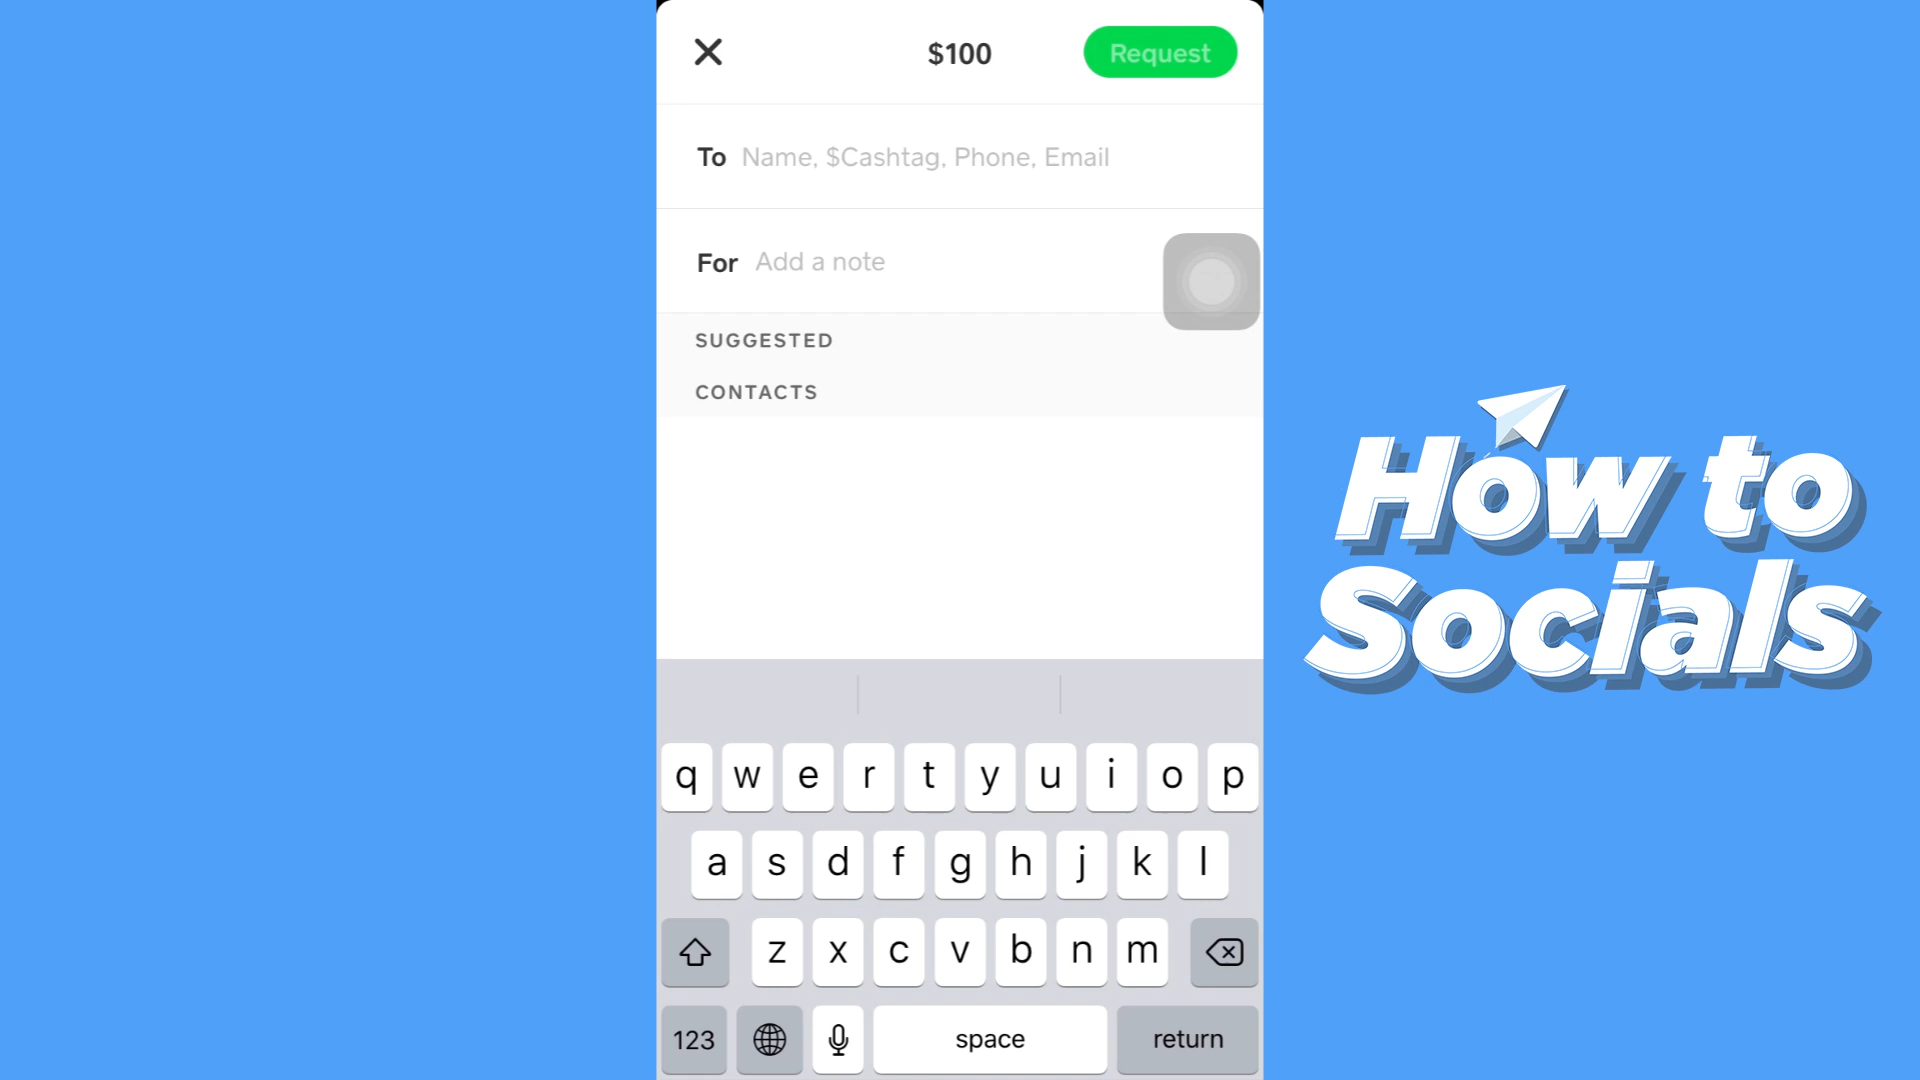 $100
Request
To Name, $Cashtag, Phone, Email
For Add a note
SUGGESTED
CONTACTS
How to
Socials
q w e r t y u i o p
a s d f g h j k l
z x c v b n m
123 space return